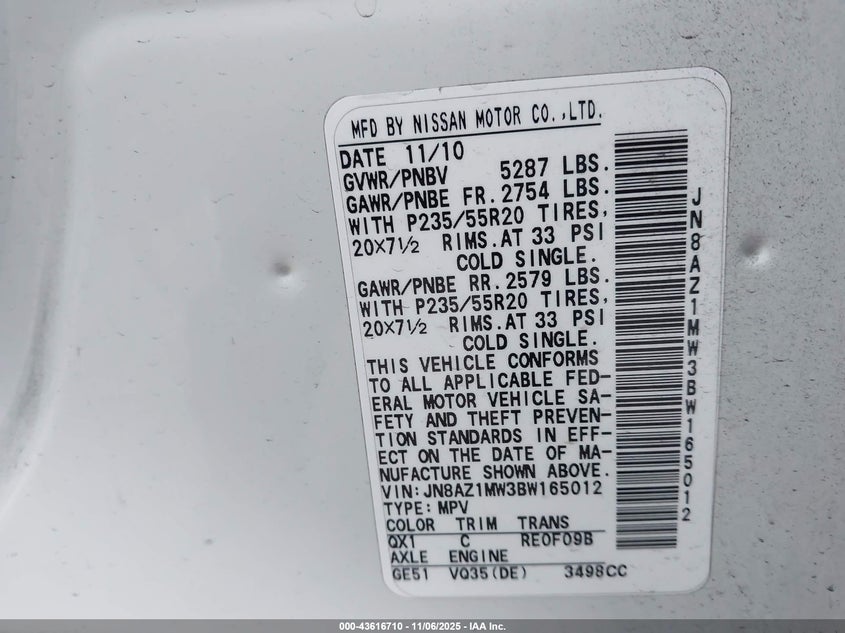 MFD BY NISSAN MOTOR CO.,LTD.
DATE 11/10
GVWR/PNBV 5287 LBS.
GAWR/PNBE FR. 2754 LBS.
WITH P235/55R20 TIRES,
20X7½ RIMS.AT 33 PSI
COLD SINGLE.
GAWR/PNBE RR. 2579 LBS.
WITH P235/55R20 TIRES,
20X7½ RIMS.AT 33 PSI
COLD SINGLE.
THIS VEHICLE CONFORMS
TO ALL APPLICABLE FED-
ERAL MOTOR VEHICLE SA-
FETY AND THEFT PREVEN-
TION STANDARDS IN EFF-
ECT ON THE DATE OF MA-
NUFACTURE SHOWN ABOVE.
VIN:JN8AZ1MW3BW165012
TYPE:MPV
COLOR TRIM TRANS
QX1 C RE0F09B
AXLE ENGINE
GE51 VQ35(DE) 3498CC
JN8AZ1MW3BW165012
000-43616710 - 11/06/2025 - IAA Inc.